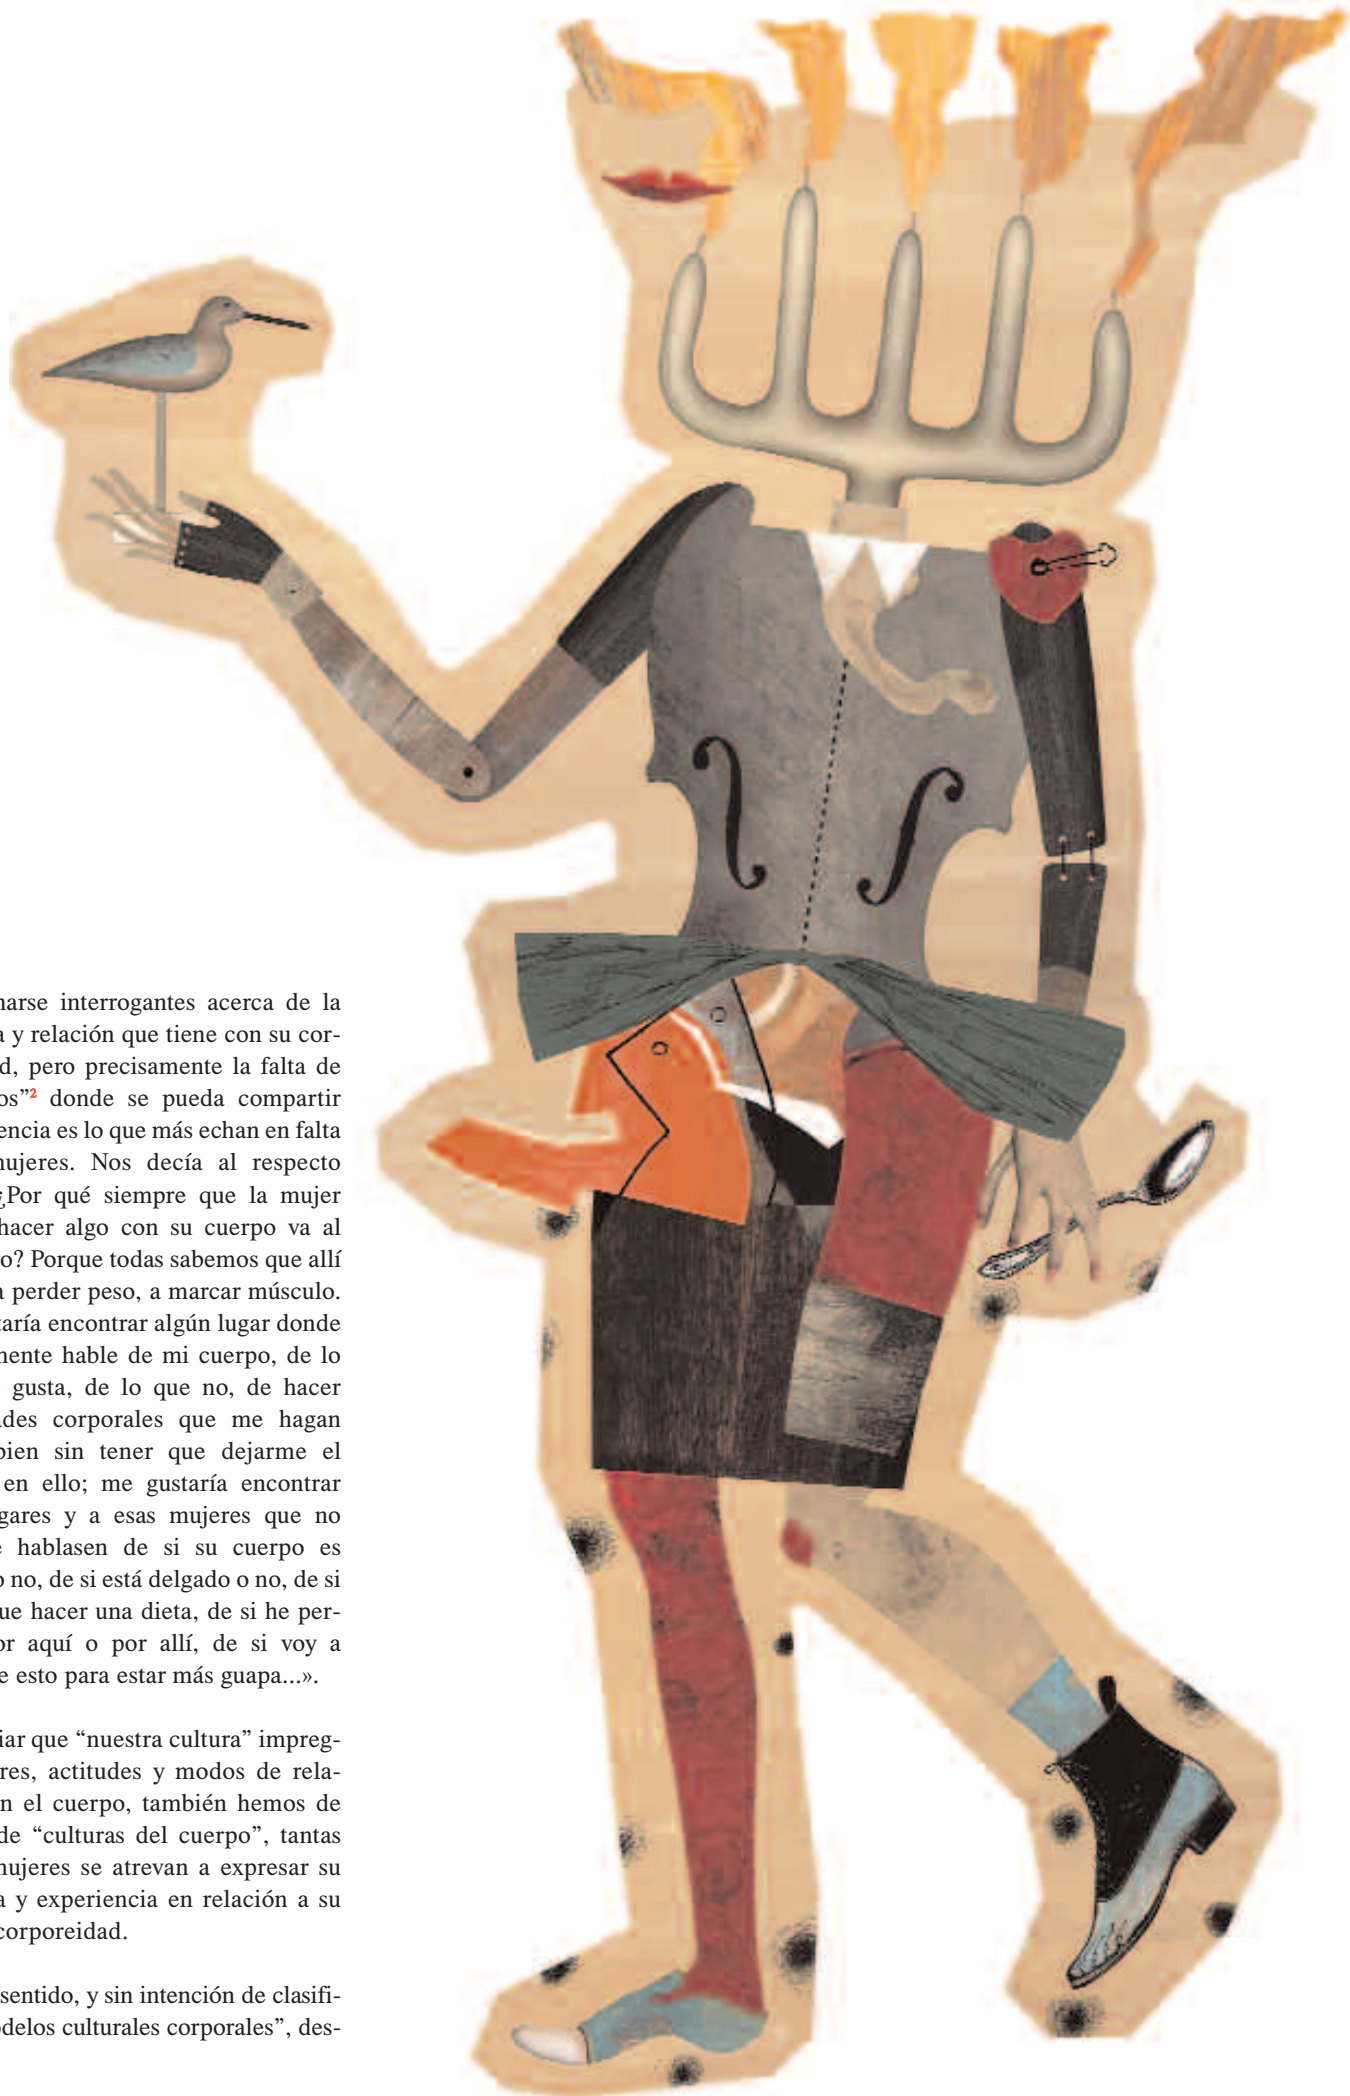 narse interrogantes acerca de la
a y relación que tiene con su cor-
d, pero precisamente la falta de
os”² donde se pueda compartir
encia es lo que más echan en falta
nujeres. Nos decía al respecto
¿Por qué siempre que la mujer
hacer algo con su cuerpo va al
o? Porque todas sabemos que allí
a perder peso, a marcar músculo.
taría encontrar algún lugar donde
nente hable de mi cuerpo, de lo
gusta, de lo que no, de hacer
ades corporales que me hagan
bien sin tener que dejarme el
en ello; me gustaría encontrar
gares y a esas mujeres que no
e hablasen de si su cuerpo es
o no, de si está delgado o no, de si
que hacer una dieta, de si he per-
or aquí o por allí, de si voy a
e esto para estar más guapa...».
iar que “nuestra cultura” impreg-
res, actitudes y modos de rela-
n el cuerpo, también hemos de
de “culturas del cuerpo”, tantas
nujeres se atrevan a expresar su
a y experiencia en relación a su
corporeidad.
sentido, y sin intención de clasifi-
delos culturales corporales”, des-